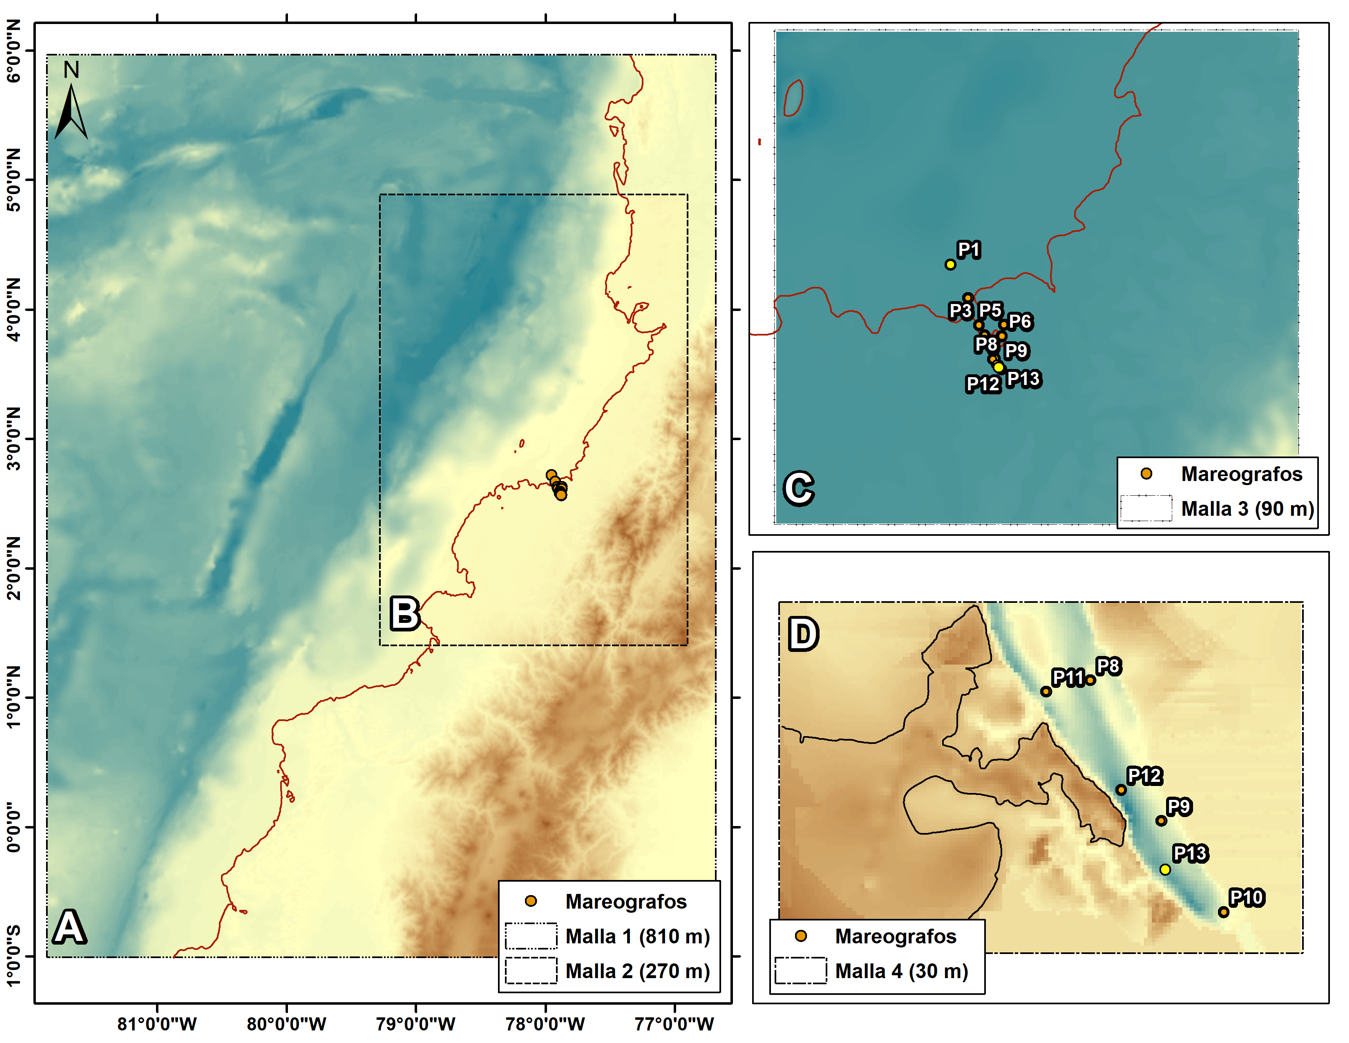 N
6°0'0"N
5°0'0"N
4°0'0"N
3°0'0"N
2°0'0"N
1°0'0"N
0°0'0"
1°0'0"S
81°0'0"W
80°0'0"W
79°0'0"W
78°0'0"W
77°0'0"W
A
B
Mareografos
Malla 1 (810 m)
Malla 2 (270 m)
P1
P3
P5
P6
P8
P9
P12
P13
C
Mareografos
Malla 3 (90 m)
D
P11
P8
P12
P9
P13
P10
Mareografos
Malla 4 (30 m)